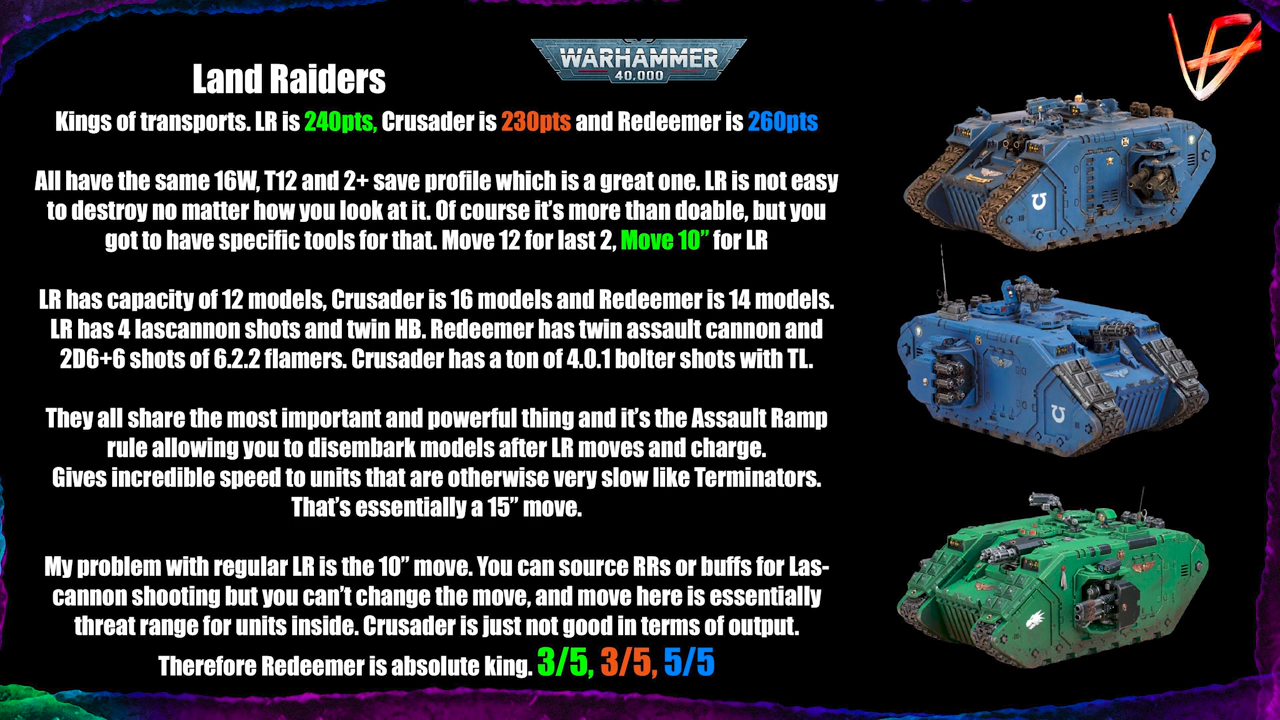 WARHAMMER
40,000
Land Raiders
Kings of transports. LR is 240pts, Crusader is 230pts and Redeemer is 260pts
All have the same 16W, T12 and 2+ save profile which is a great one. LR is not easy
to destroy no matter how you look at it. Of course it's more than doable, but you
got to have specific tools for that. Move 12 for last 2, Move 10” for LR
LR has capacity of 12 models, Crusader is 16 models and Redeemer is 14 models.
LR has 4 lascannon shots and twin HB. Redeemer has twin assault cannon and
2D6+6 shots of 6.2.2 flamers. Crusader has a ton of 4.0.1 bolter shots with TL.
They all share the most important and powerful thing and it's the Assault Ramp
rule allowing you to disembark models after LR moves and charge.
Gives incredible speed to units that are otherwise very slow like Terminators.
That's essentially a 15” move.
My problem with regular LR is the 10” move. You can source RRs or buffs for Las-
cannon shooting but you can't change the move, and move here is essentially
threat range for units inside. Crusader is just not good in terms of output.
Therefore Redeemer is absolute king. 3/5, 3/5, 5/5